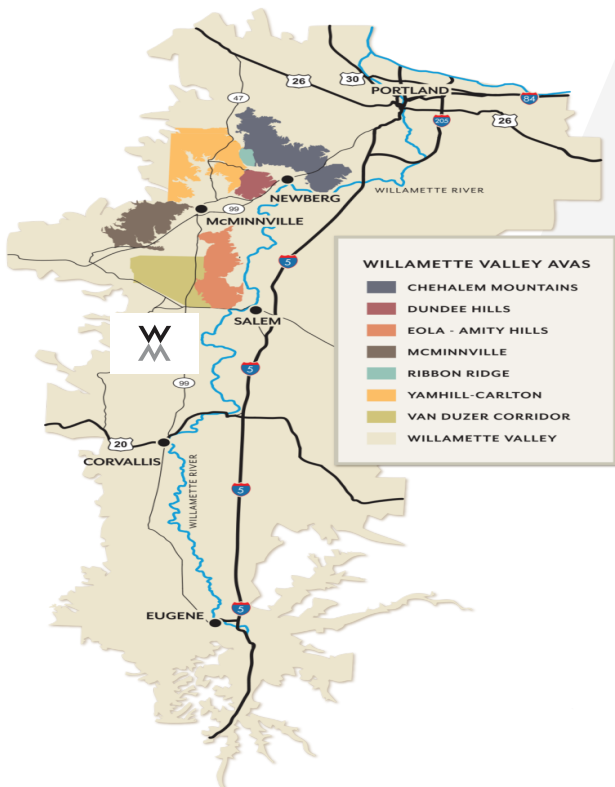 26
30
PORTLAND
84
47
205
26
WILLAMETTE RIVER
NEWBERG
99
McMINNVILLE
5
WILLAMETTE VALLEY AVAS
CHEHALEM MOUNTAINS
DUNDEE HILLS
EOLA - AMITY HILLS
MCMINNVILLE
RIBBON RIDGE
YAMHILL-CARLTON
VAN DUZER CORRIDOR
WILLAMETTE VALLEY
SALEM
W
M
5
99
20
CORVALLIS
WILLAMETTE RIVER
5
EUGENE
5